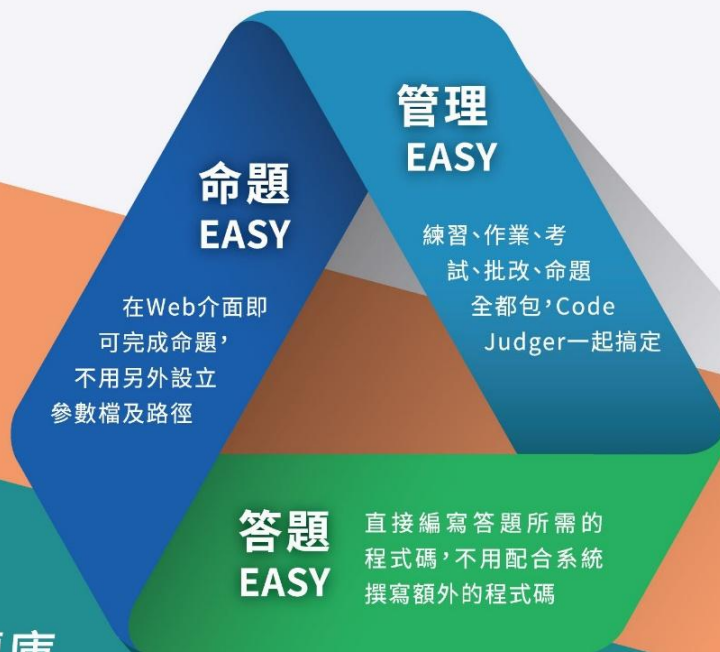 管理
EASY
練習、作業、考
試、批改、命題
全都包,Code
Judger一起搞定
命題
EASY
在Web介面即
可完成命題,
不用另外設立
參數檔及路徑
答題
EASY
直接編寫答題所需的
程式碼,不用配合系統
撰寫額外的程式碼
庫